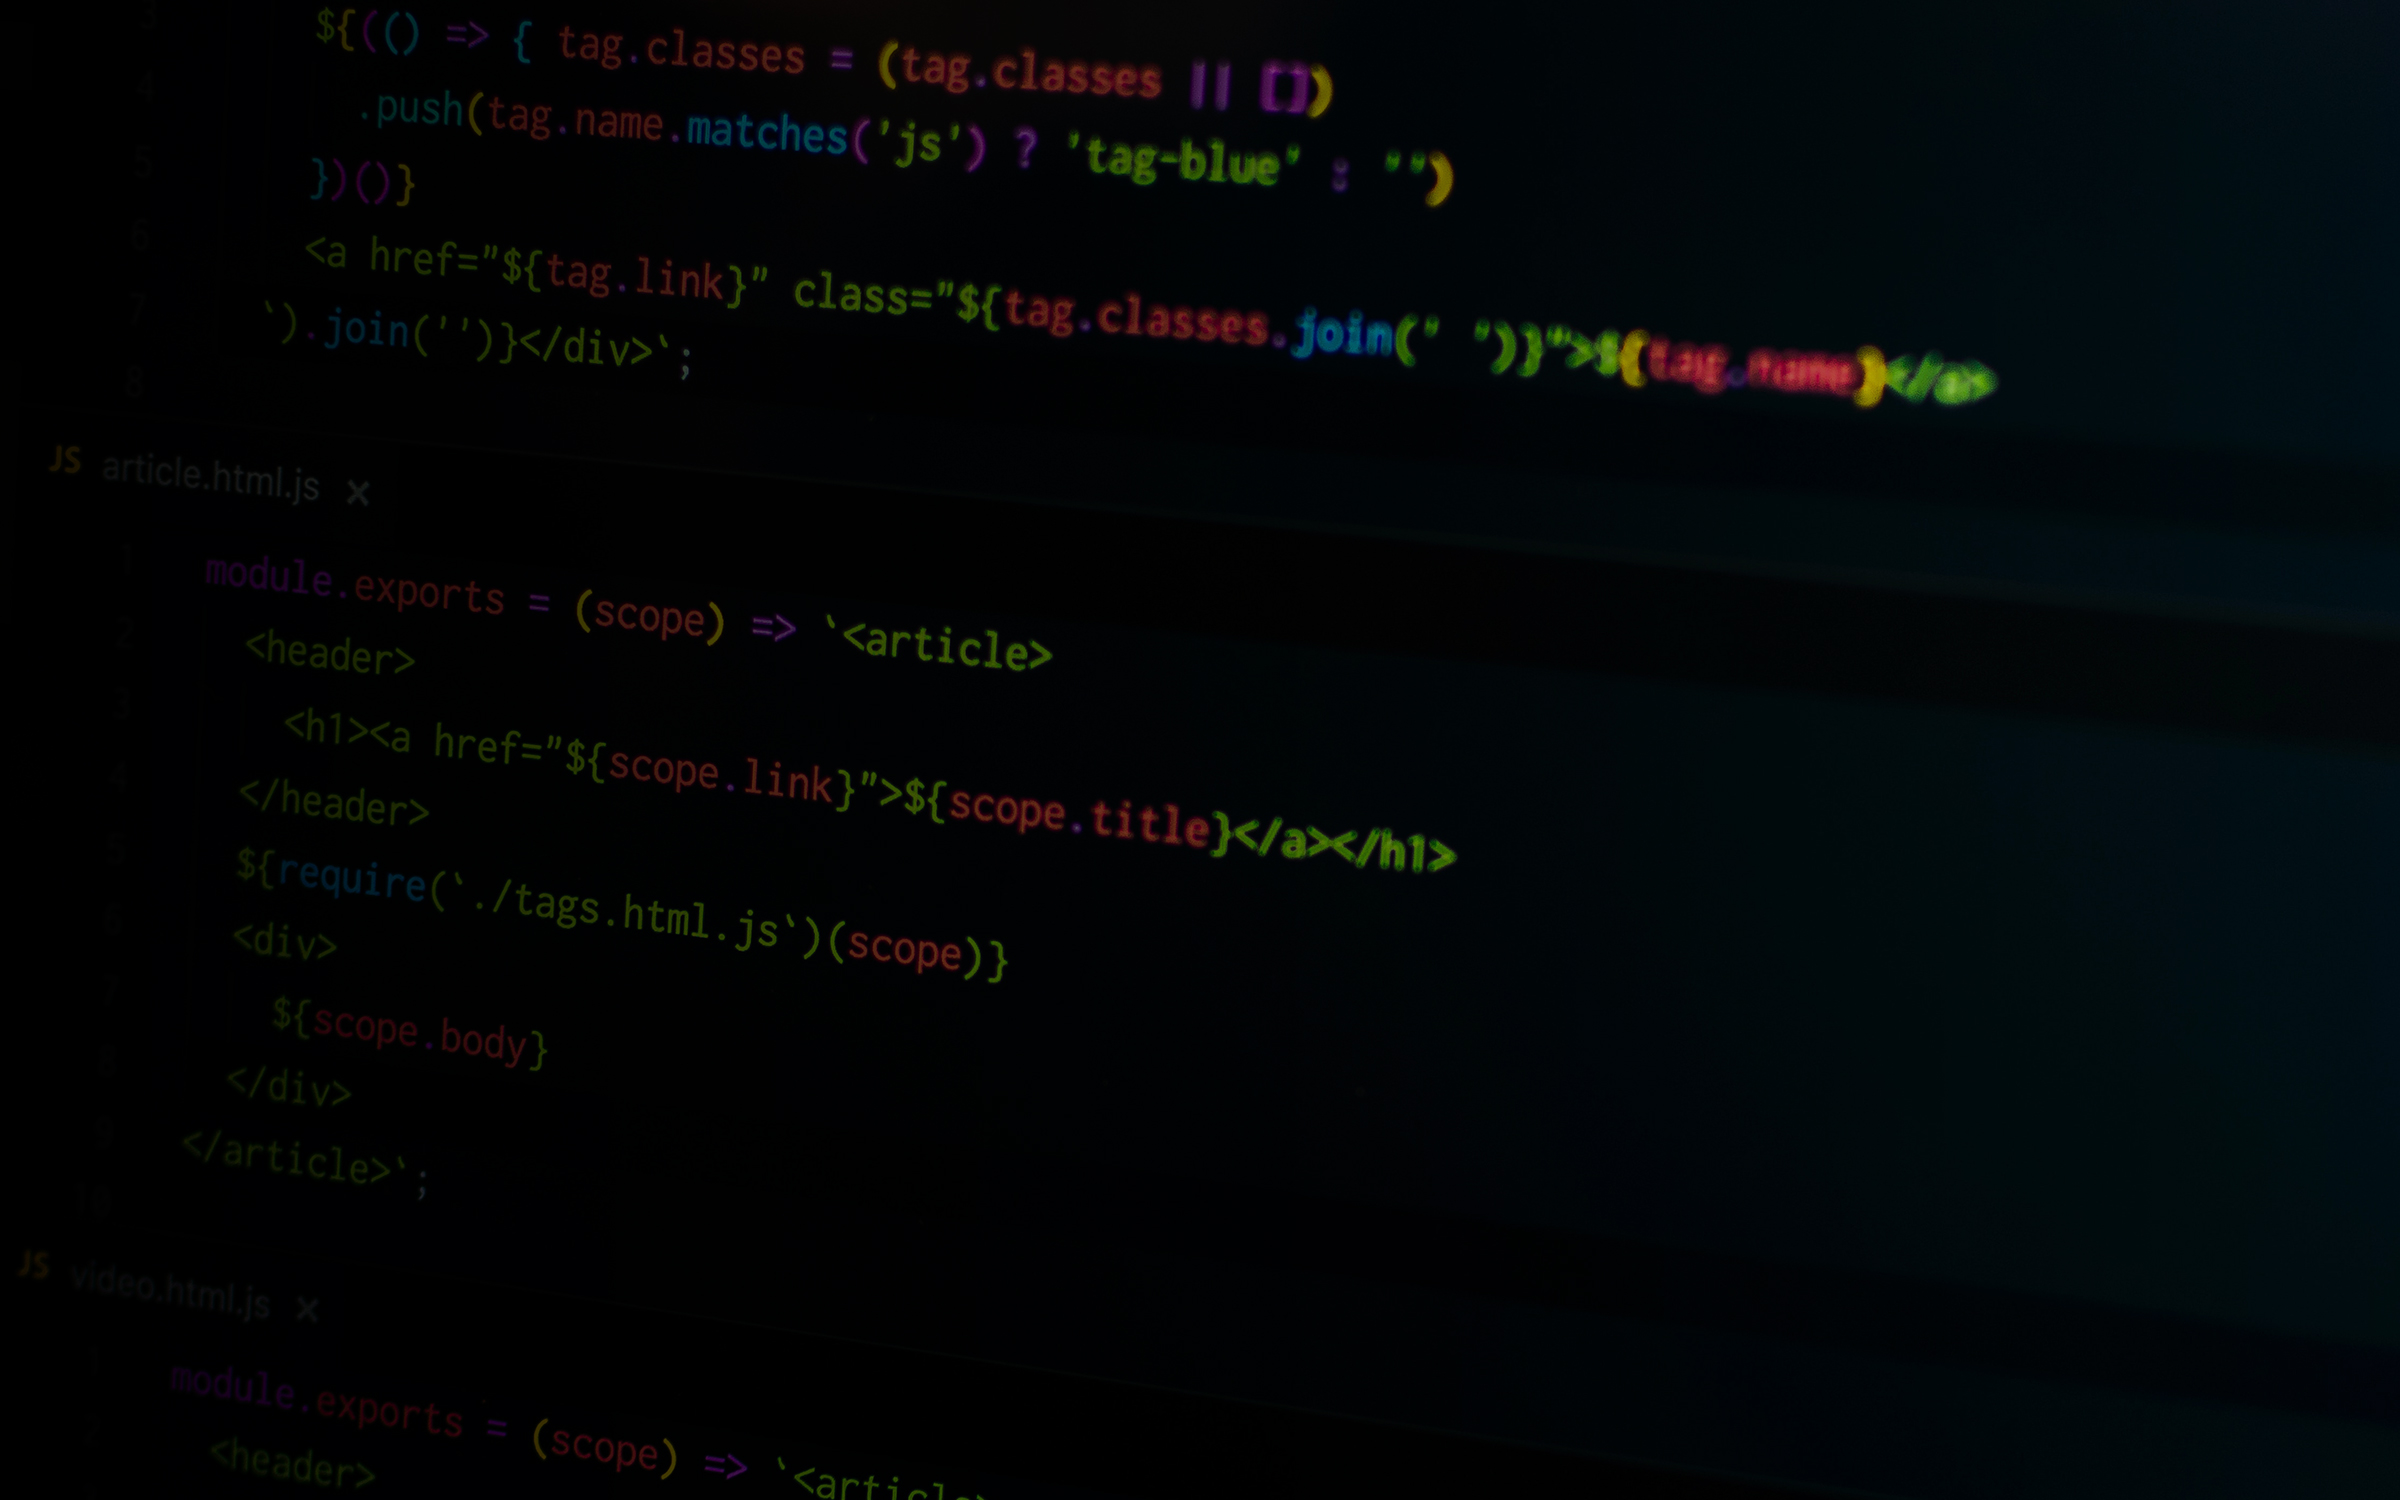 3 ${(() => { tag.classes = (tag.classes || [])
4 .push(tag.name.matches('js') ? 'tag-blue' : '')
5 })()}
6 <a href="${tag.link}" class="${tag.classes.join(' ')}">${tag.name}</a>
7 `).join('')}</div>`;
8
JS article.html.js ×
1 module.exports = (scope) => `<article>
2 <header>
3 <h1><a href="${scope.link}">${scope.title}</a></h1>
4 </header>
5 ${require(`./tags.html.js`)(scope)}
6 <div>
7 ${scope.body}
8 </div>
9 </article>`;
10
JS video.html.js ×
1 module.exports = (scope) => `<article>
2 <header>